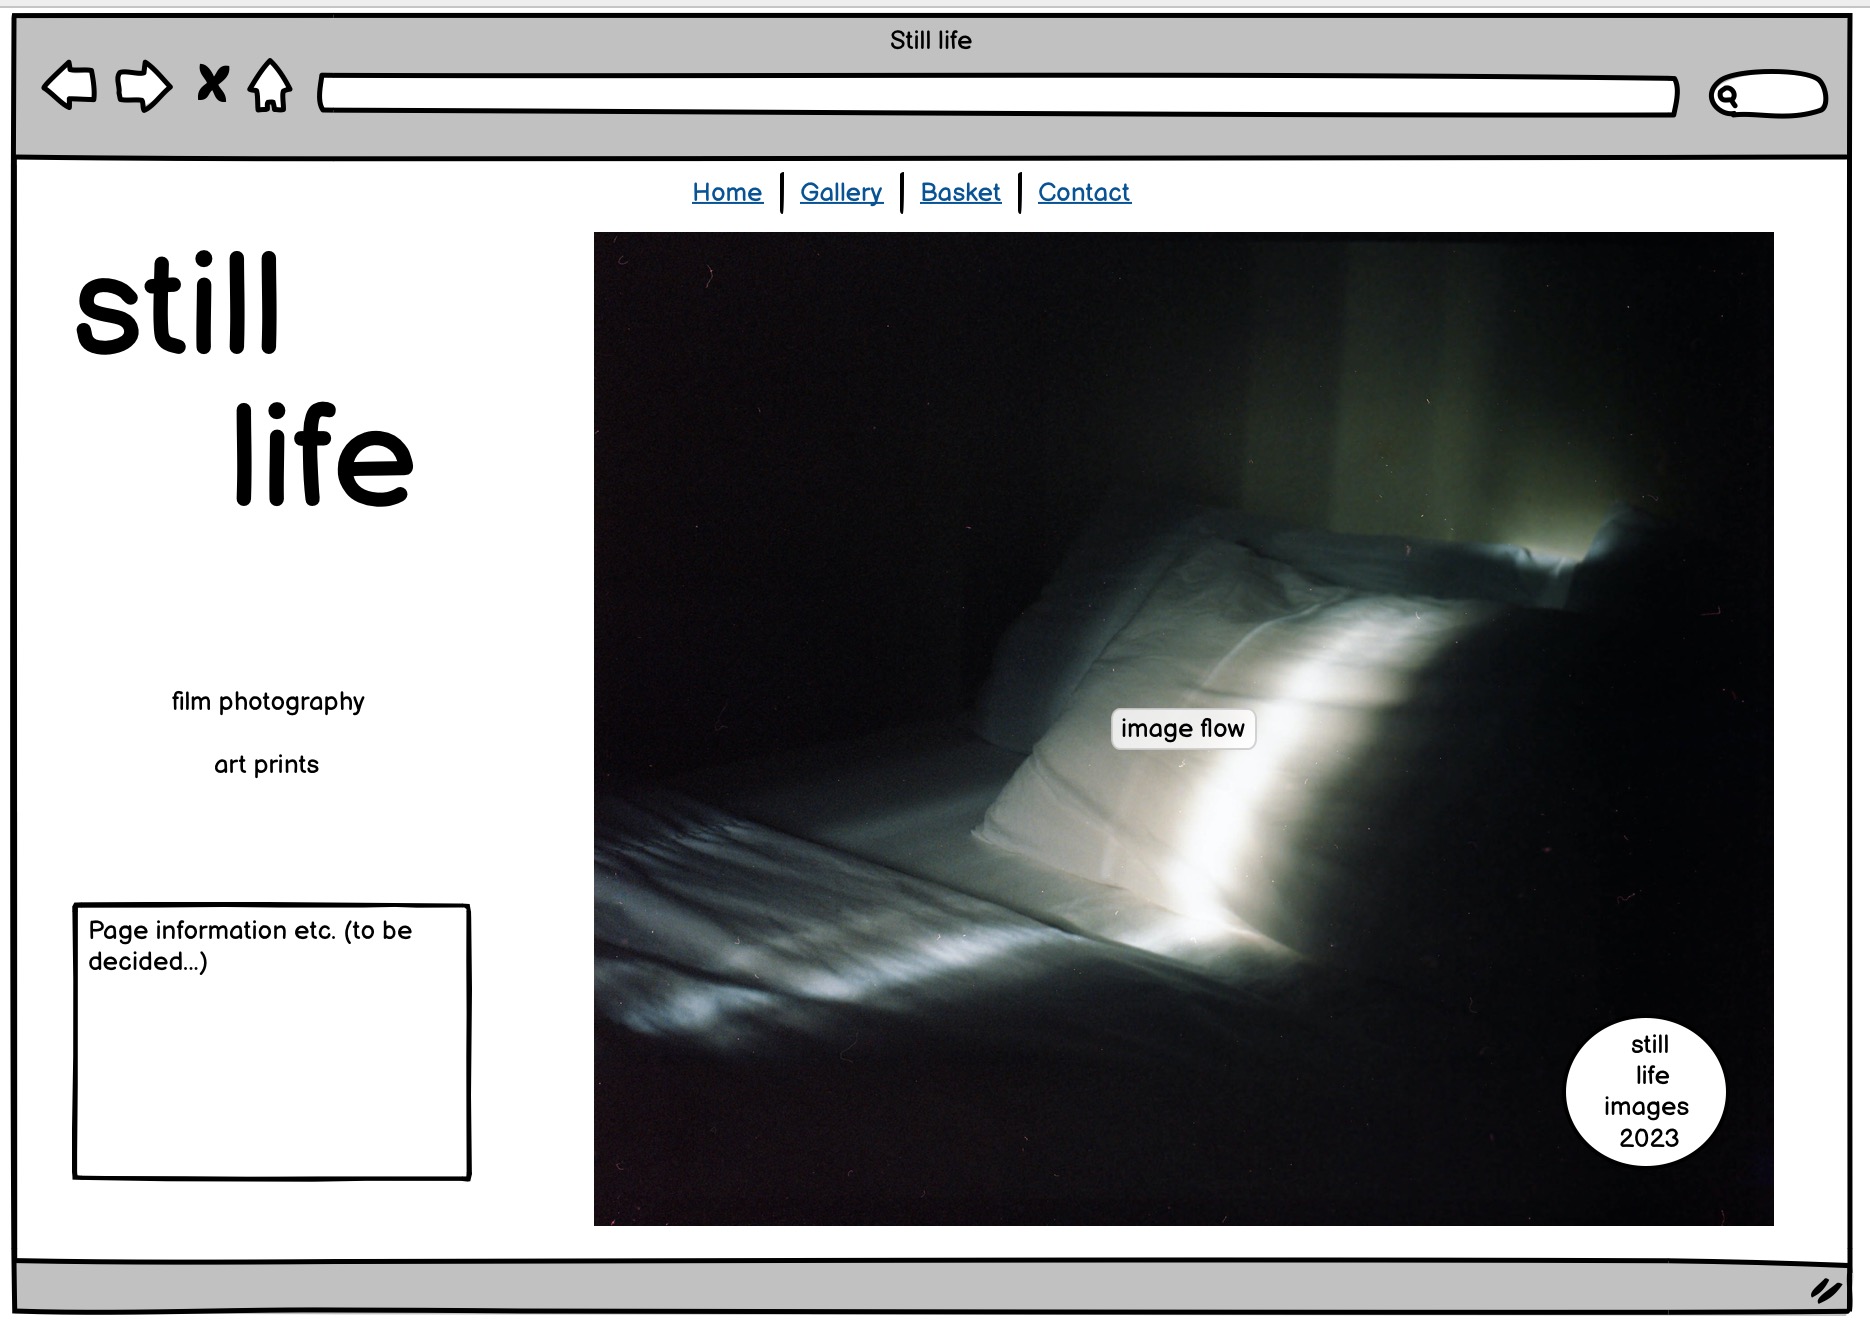 Still life
Home | Gallery | Basket | Contact
still
life
film photography
art prints
Page information etc. (to be
decided...)
image flow
still
life
images
2023